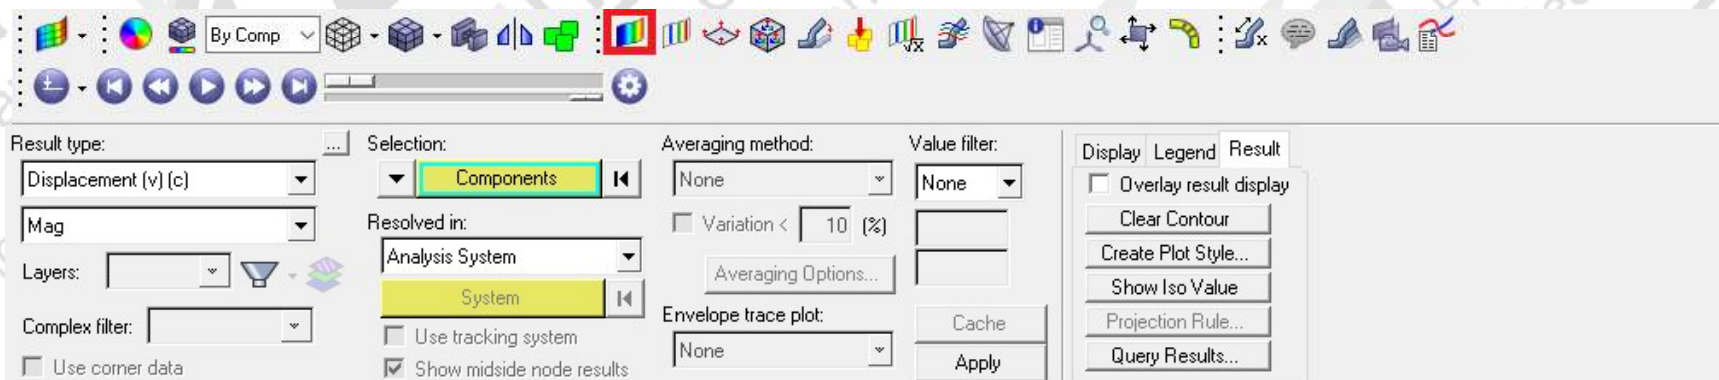 By Comp
Result type:
...
Selection:
Averaging method:
Value filter:
Display Legend Result
Displacement (v) (c)
Components
None
None
Overlay result display
Mag
Resolved in:
Variation < 10 (%)
Clear Contour
Analysis System
Create Plot Style...
Layers:
Averaging Options...
System
Show Iso Value
Complex filter:
Envelope trace plot:
Cache
Projection Rule...
Use tracking system
None
Apply
Query Results...
Use corner data
Show midside node results